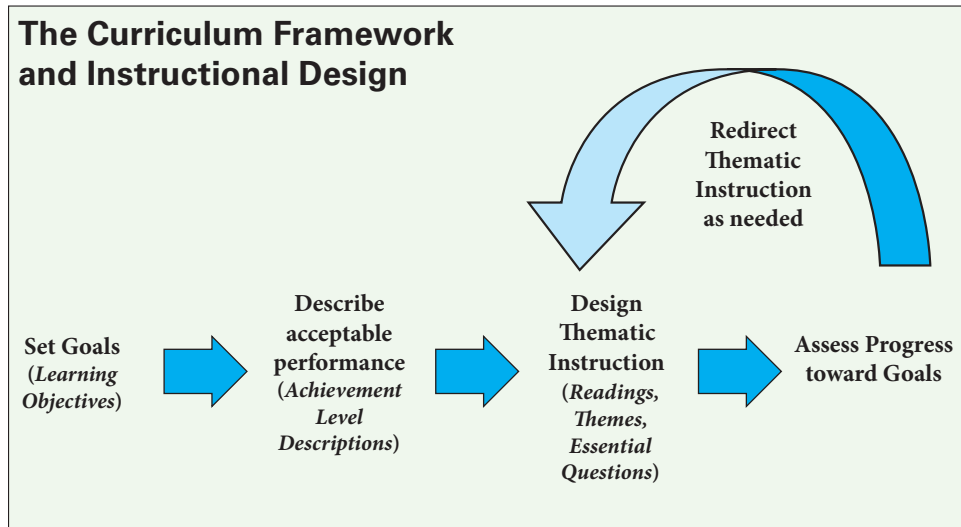 The Curriculum Framework
and Instructional Design
Redirect
Thematic
Instruction
as needed
Set Goals
(Learning
Objectives)
Describe
acceptable
performance
(Achievement
Level
Descriptions)
Design
Thematic
Instruction
(Readings,
Themes,
Essential
Questions)
Assess Progress
toward Goals